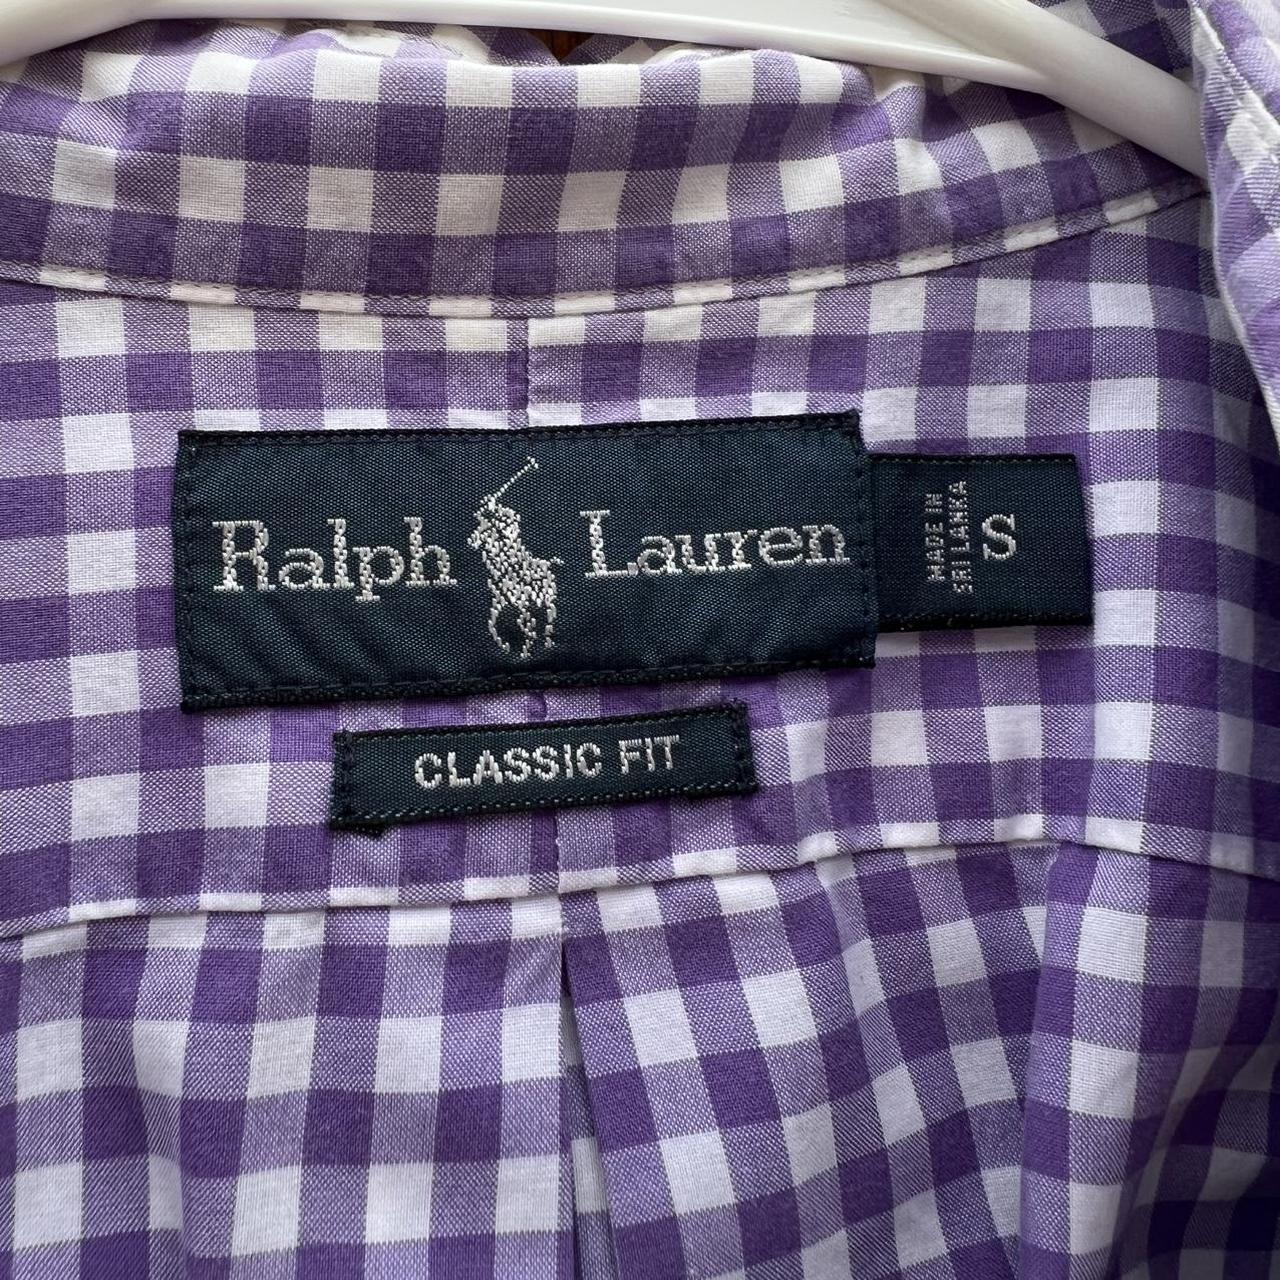 Ralph Lauren
MADE IN
SRI LANKA
S
CLASSIC FIT